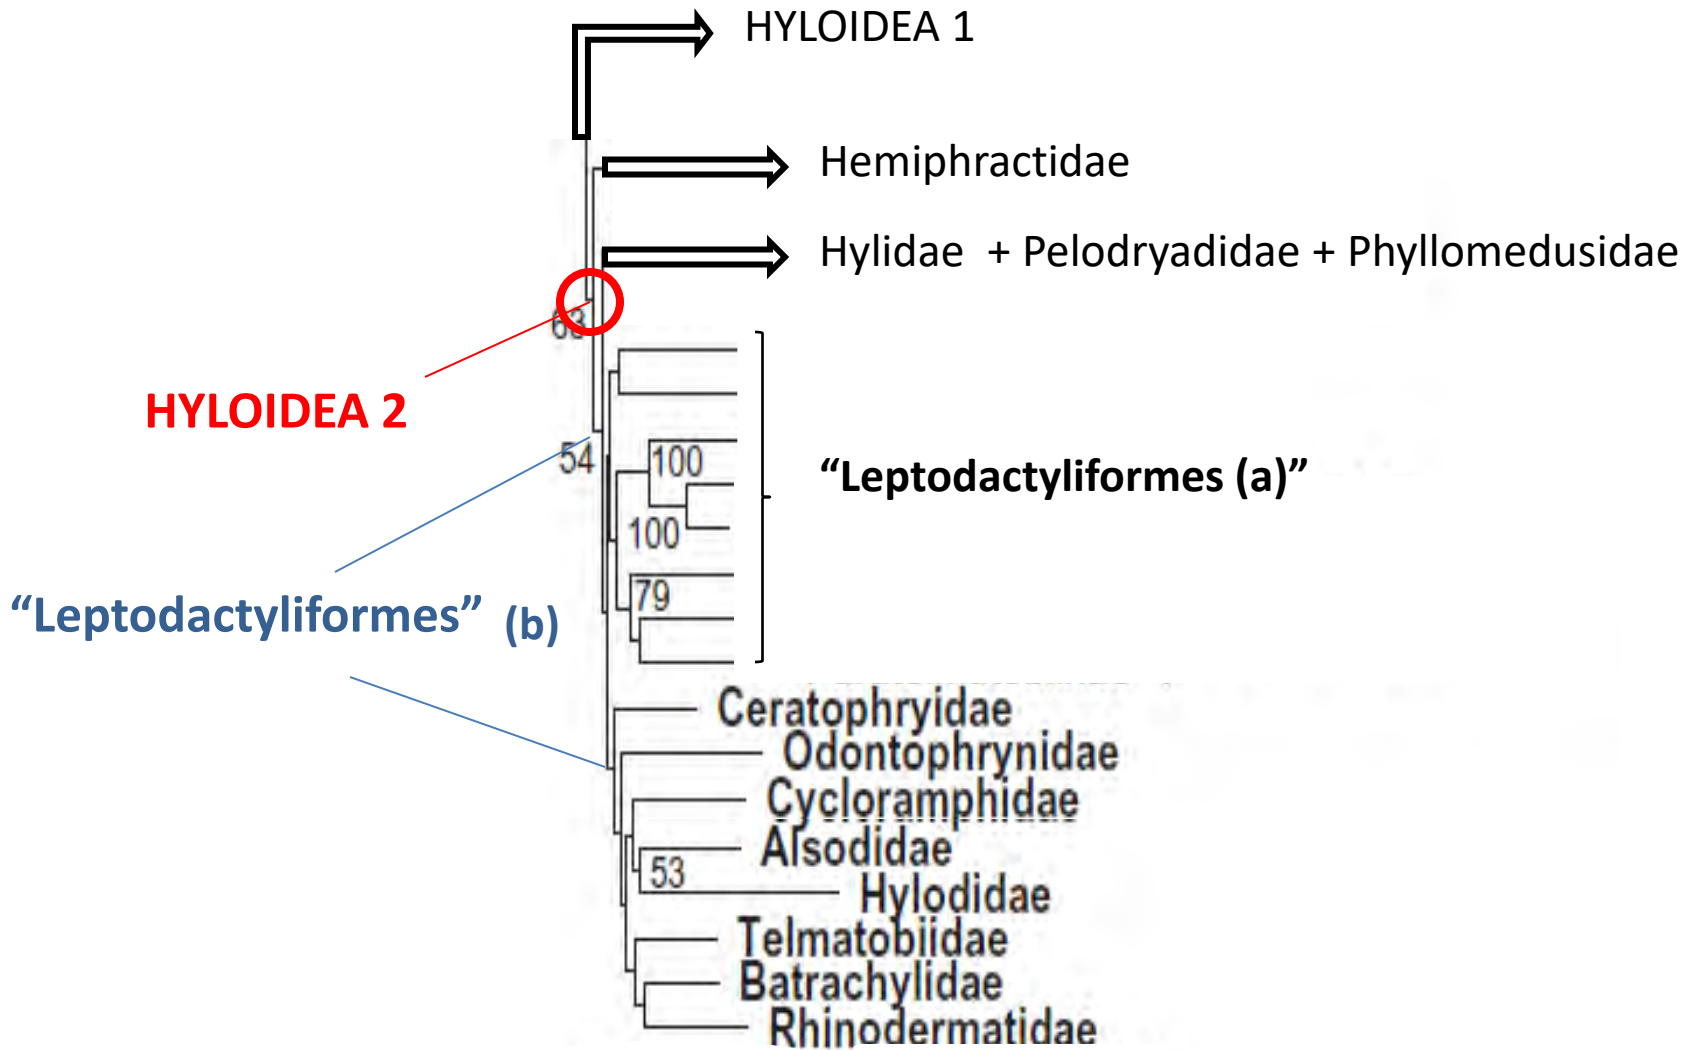 HYLOIDEA 1
Hemiphractidae
Hylidae + Pelodryadidae + Phyllomedusidae
63
HYLOIDEA 2
54
100
“Leptodactyliformes (a)”
100
79
“Leptodactyliformes” (b)
Ceratophryidae
Odontophrynidae
Cycloramphidae
Alsodidae
53
Hylodidae
Telmatobiidae
Batrachylidae
Rhinodermatidae